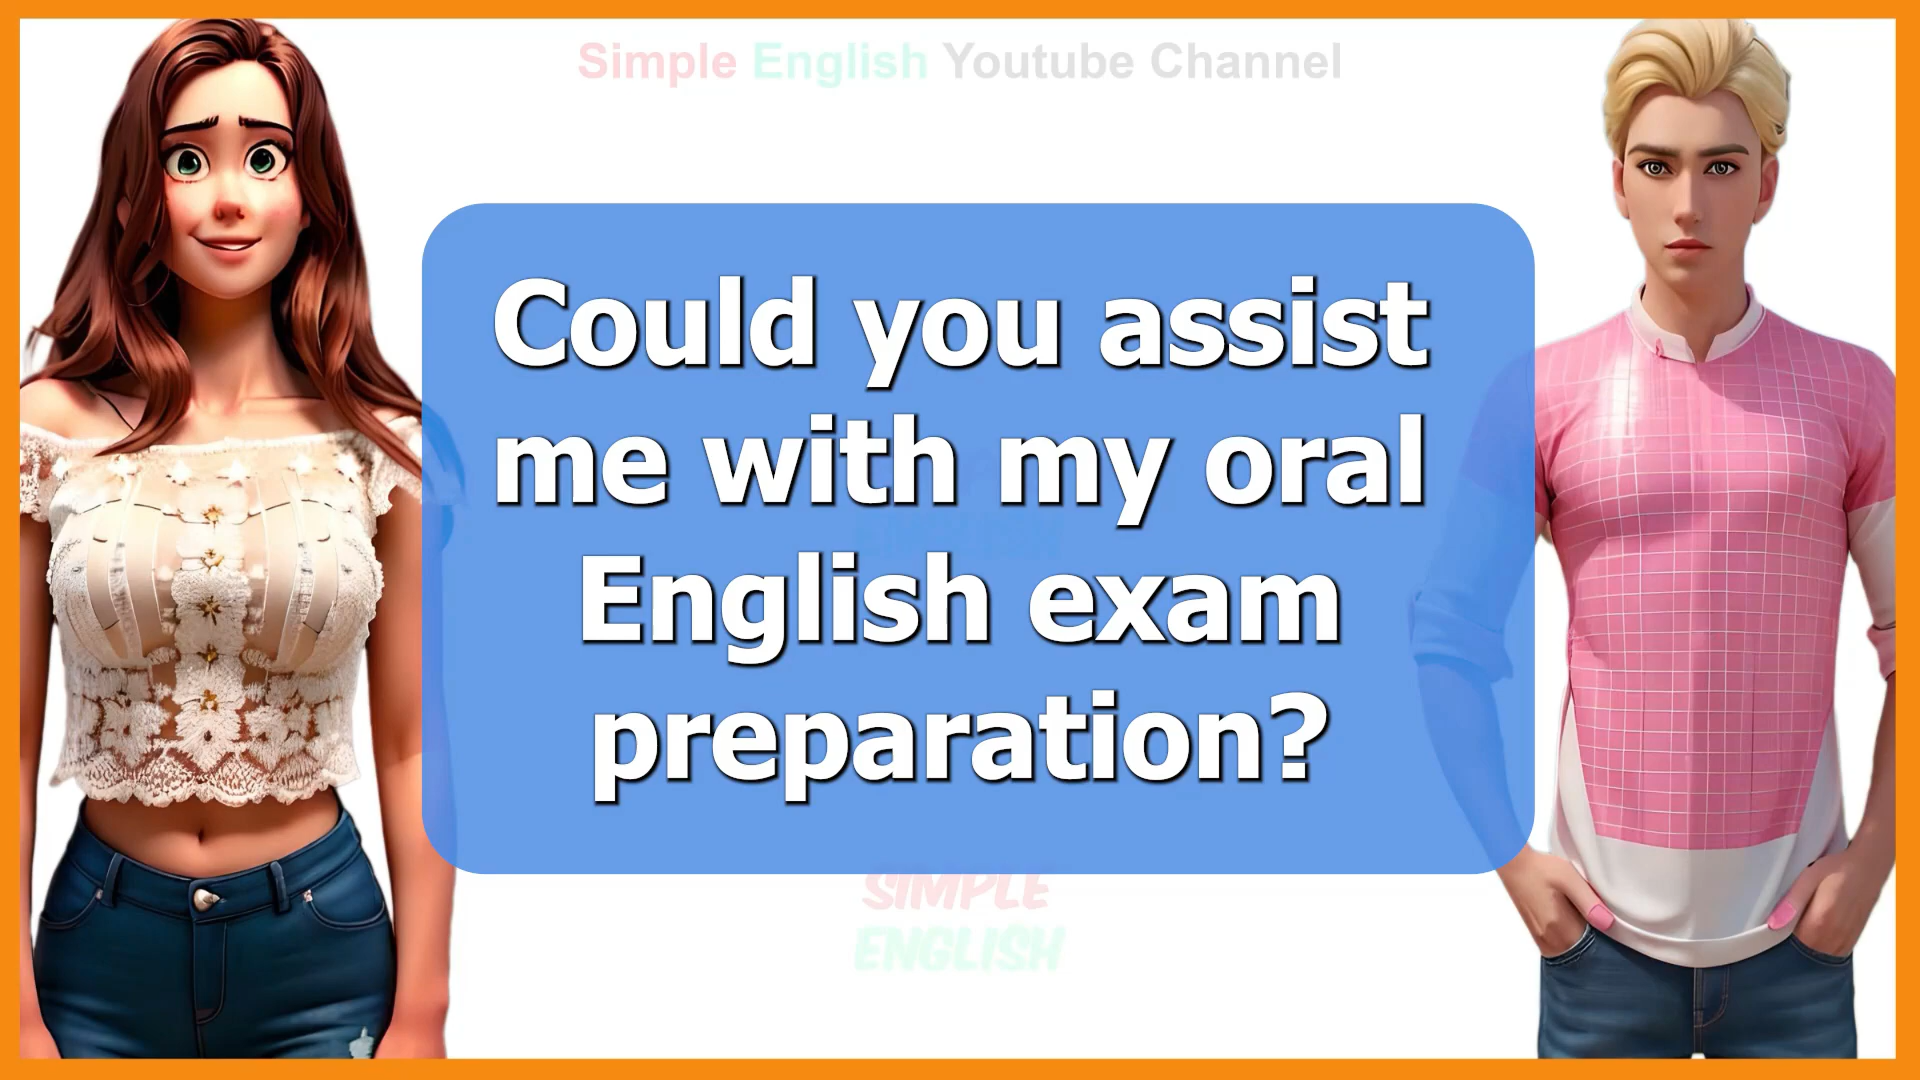 Simple English Youtube Channel
Could you assist
me with my oral
English exam
preparation?
SIMPLE
ENGLISH